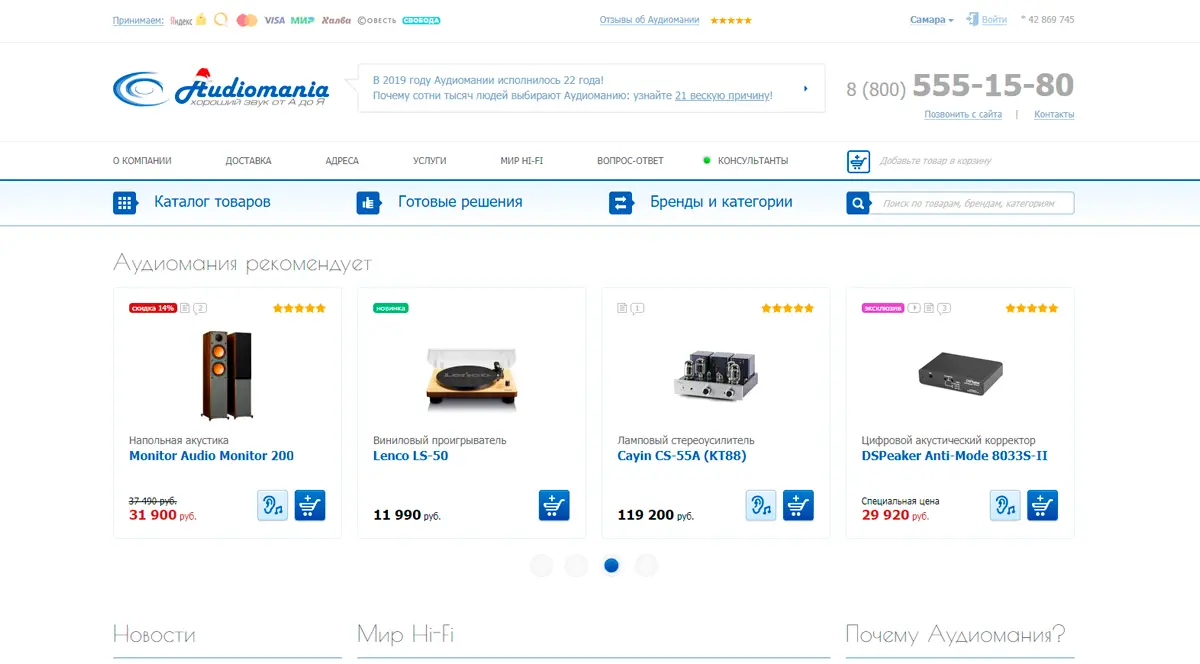 Принимаем: Яндекс VISA МИР Халва СОВЕСТЬ СВОБОДА
Отзывы об Аудиомании
Самара
Войти
* 42 869 745
Audiomania
хороший звук от А до Я
В 2019 году Аудиомании исполнилось 22 года!
Почему сотни тысяч людей выбирают Аудиоманию: узнайте 21 вескую причину!
8 (800) 555-15-80
Позвонить с сайта | Контакты
О КОМПАНИИ ДОСТАВКА АДРЕСА УСЛУГИ МИР HI-FI ВОПРОС-ОТВЕТ КОНСУЛЬТАНТЫ
Добавьте товар в корзину
Каталог товаров
Готовые решения
Бренды и категории
Поиск по товарам, брендам, категориям
Аудиомания рекомендует
скидка 14% 2
Напольная акустика
Monitor Audio Monitor 200
37 490 руб.
31 900 руб.
новинка
Lenco
Виниловый проигрыватель
Lenco LS-50
11 990 руб.
1
Ламповый стереоусилитель
Cayin CS-55A (KT88)
119 200 руб.
эксклюзив 3
Цифровой акустический корректор
DSPeaker Anti-Mode 8033S-II
Специальная цена
29 920 руб.
Новости
Мир Hi-Fi
Почему Аудиомания?